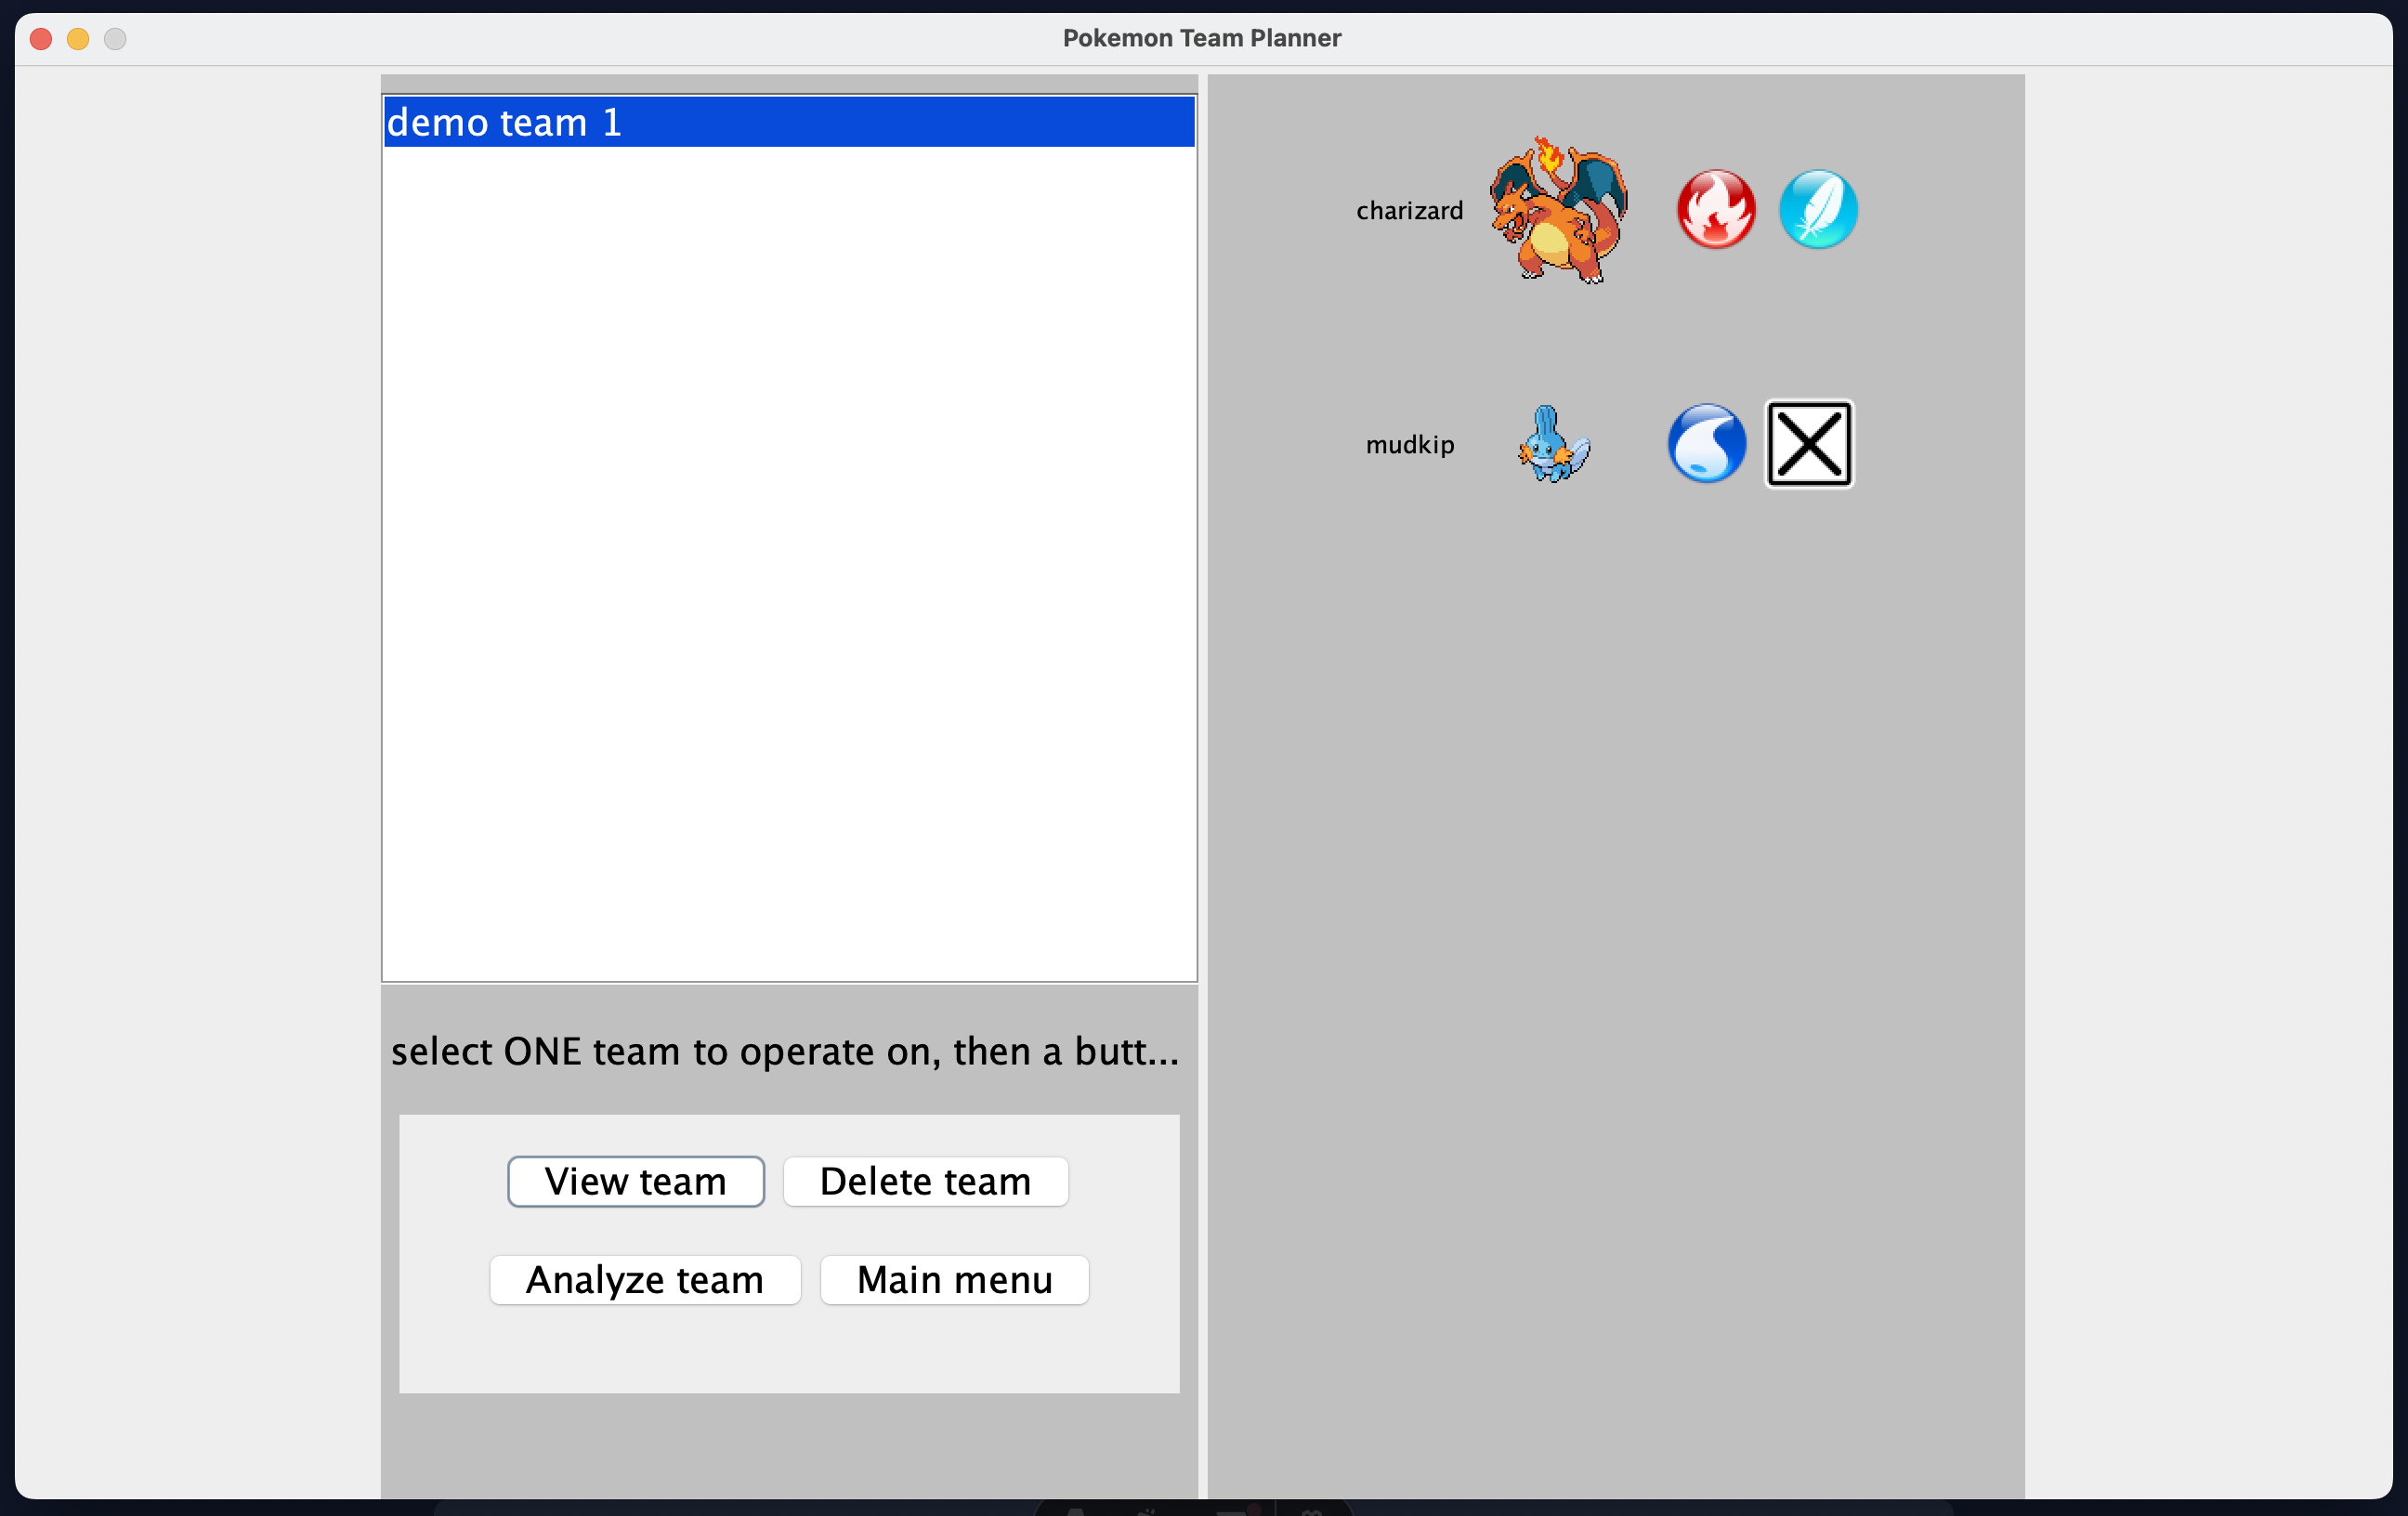 Pokemon Team Planner
demo team 1
charizard
mudkip
select ONE team to operate on, then a butt...
View team
Delete team
Analyze team
Main menu